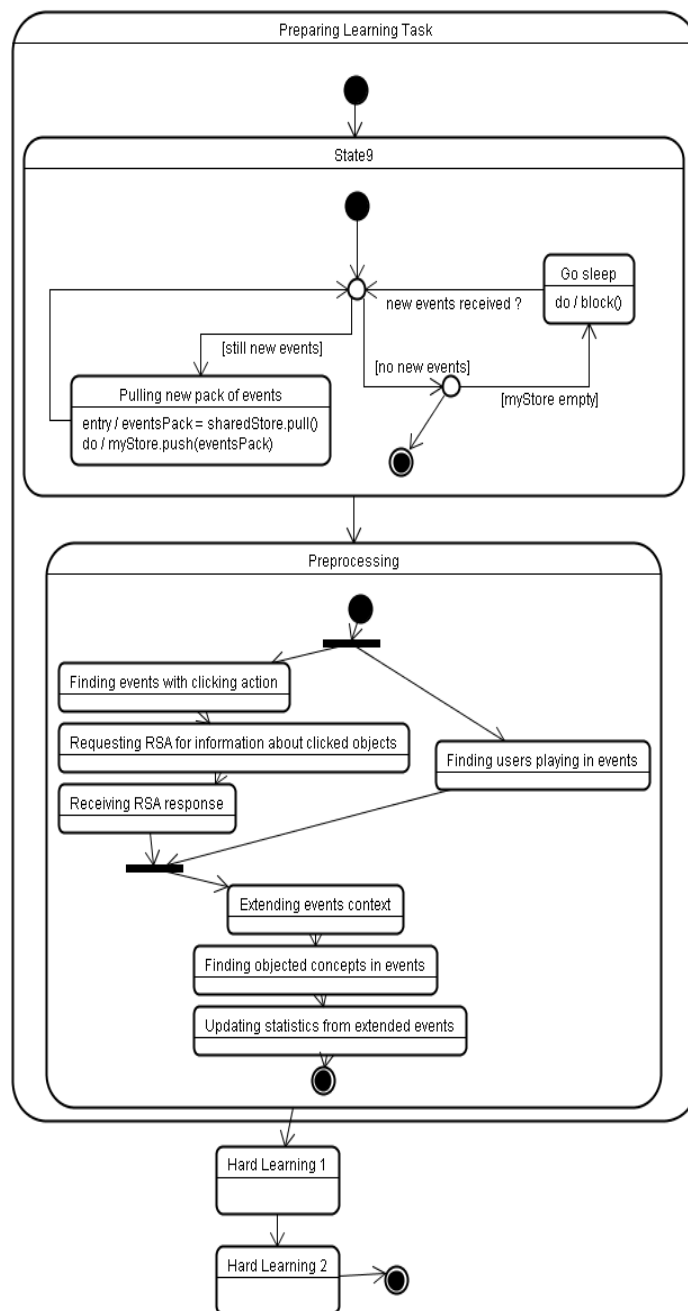 Preparing Learning Task
State9
Go sleep
do / block()
new events received ?
[still new events]
[no new events]
[myStore empty]
Pulling new pack of events
entry / eventsPack = sharedStore.pull()
do / myStore.push(eventsPack)
Preprocessing
Finding events with clicking action
Requesting RSA for information about clicked objects
Finding users playing in events
Receiving RSA response
Extending events context
Finding objected concepts in events
Updating statistics from extended events
Hard Learning 1
Hard Learning 2